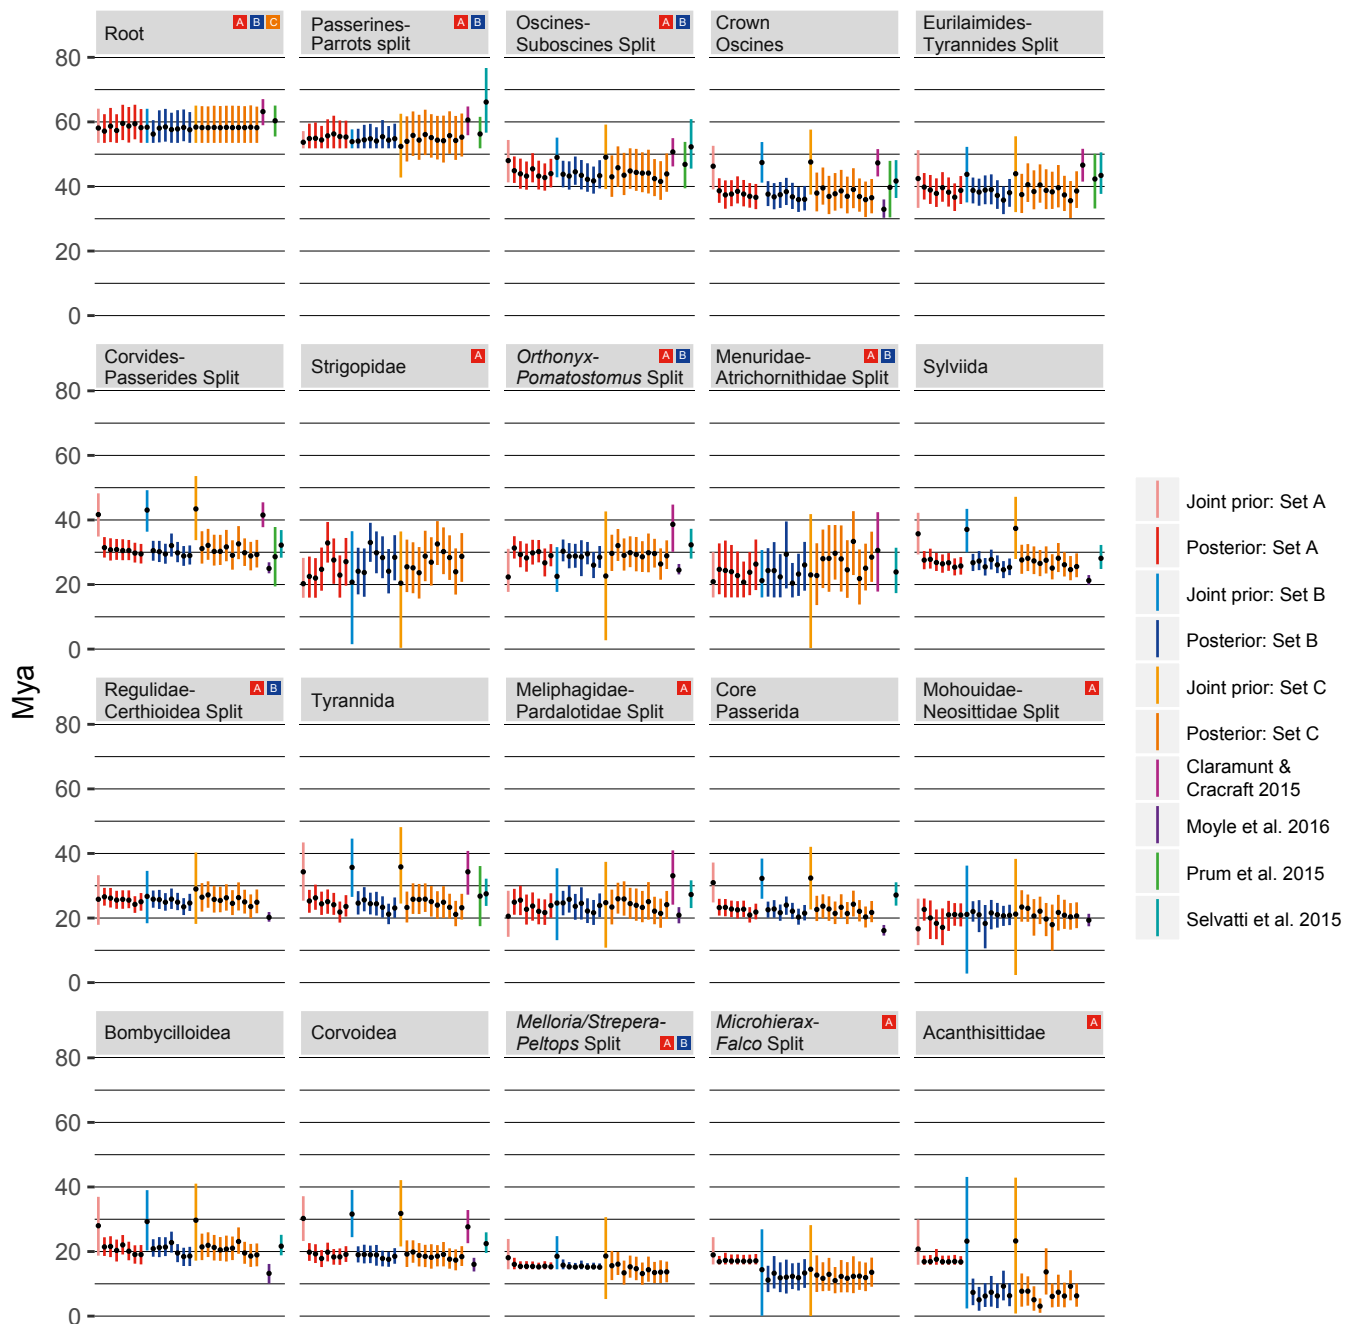 Root A B C
Passerines-
Parrots split A B
Oscines-
Suboscines Split A B
Crown
Oscines
Eurilaimides-
Tyrannides Split
80
60
40
20
0
Corvides-
Passerides Split
Strigopidae A
Orthonyx-
Pomatostomus Split A B
Menuridae-
Atrichornithidae Split A B
Sylviida
80
60
40
20
0
Regulidae-
Certhioidea Split A B
Tyrannida
Meliphagidae-
Pardalotidae Split A
Core
Passerida
Mohouidae-
Neosittidae Split A
80
60
40
20
0
Bombycilloidea
Corvoidea
Melloria/Strepera-
Peltops Split A B
Microhierax-
Falco Split A
Acanthisittidae A
80
60
40
20
0
Mya
Joint prior: Set A
Posterior: Set A
Joint prior: Set B
Posterior: Set B
Joint prior: Set C
Posterior: Set C
Claramunt &
Cracraft 2015
Moyle et al. 2016
Prum et al. 2015
Selvatti et al. 2015